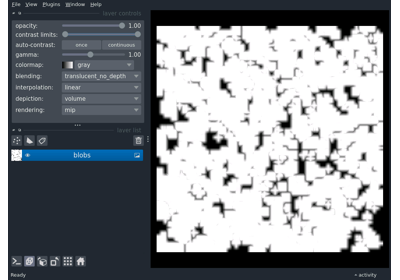 File View Plugins Window Help
layer controls
opacity: 1.00
contrast limits:
auto-contrast: once continuous
gamma: 1.00
colormap: gray
blending: translucent_no_depth
interpolation: linear
depiction: volume
rendering: mip
layer list
blobs
Ready
activity